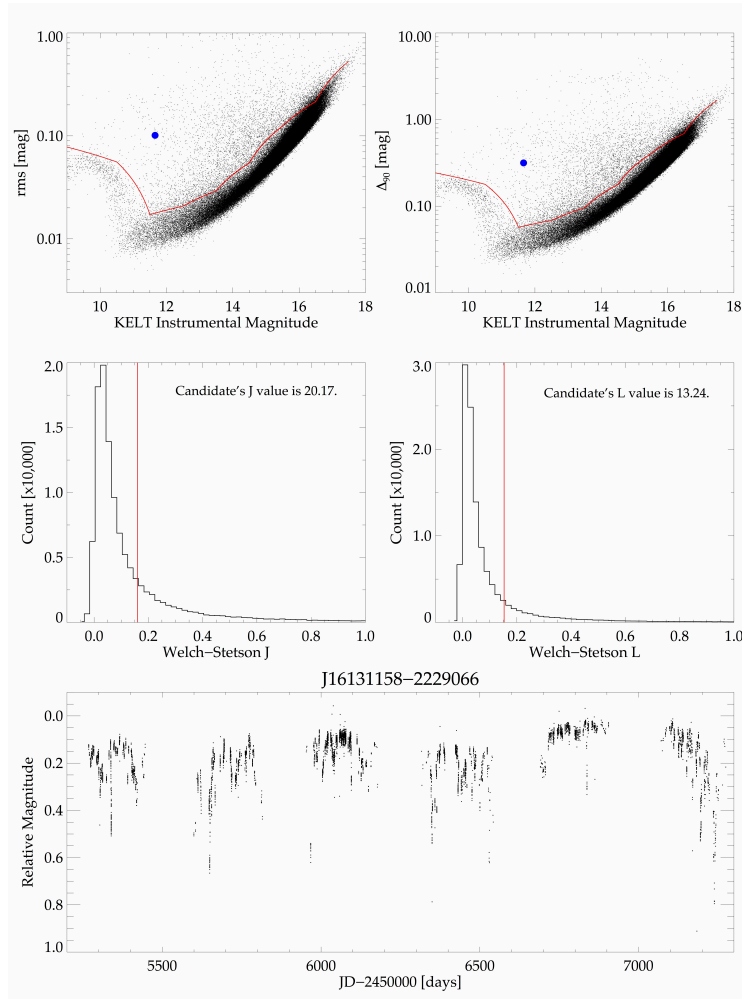 1.00
0.10
0.01
rms [mag]
10 12 14 16 18
KELT Instrumental Magnitude
10.00
1.00
0.10
0.01
Δ90 [mag]
10 12 14 16 18
KELT Instrumental Magnitude
2.0
1.5
1.0
0.5
0
Count [x10,000]
Candidate's J value is 20.17.
0.0 0.2 0.4 0.6 0.8 1.0
Welch−Stetson J
3.0
2.0
1.0
0
Count [x10,000]
Candidate's L value is 13.24.
0.0 0.2 0.4 0.6 0.8 1.0
Welch−Stetson L
J16131158−2229066
0.0
0.2
0.4
0.6
0.8
1.0
Relative Magnitude
5500 6000 6500 7000
JD−2450000 [days]